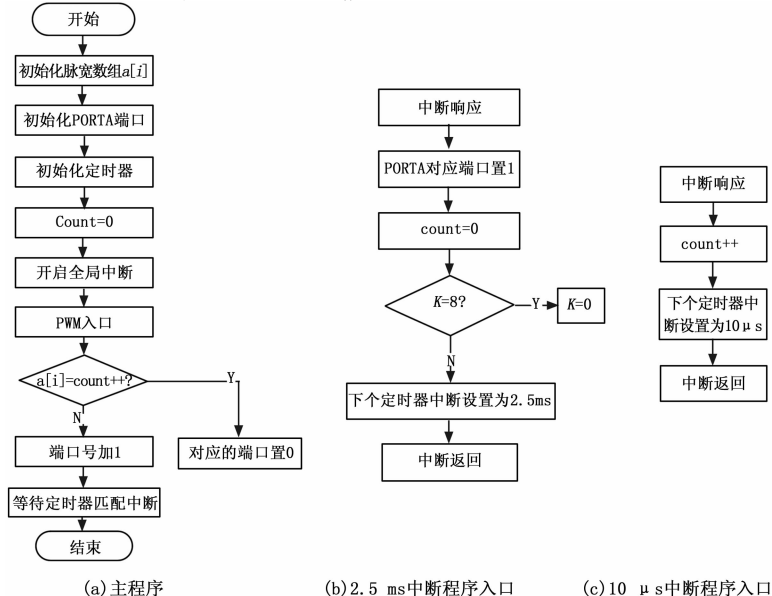 开始
初始化脉宽数组a[i]
初始化PORTA端口
初始化定时器
Count=0
开启全局中断
PWM入口
a[i]=count++?
Y
N
端口号加1
对应的端口置0
等待定时器匹配中断
结束
(a)主程序
中断响应
PORTA对应端口置1
count=0
K=8?
Y
K=0
N
下个定时器中断设置为2.5ms
中断返回
(b)2.5 ms中断程序入口
中断响应
count++
下个定时器中
断设置为10μs
中断返回
(c)10 μs中断程序入口